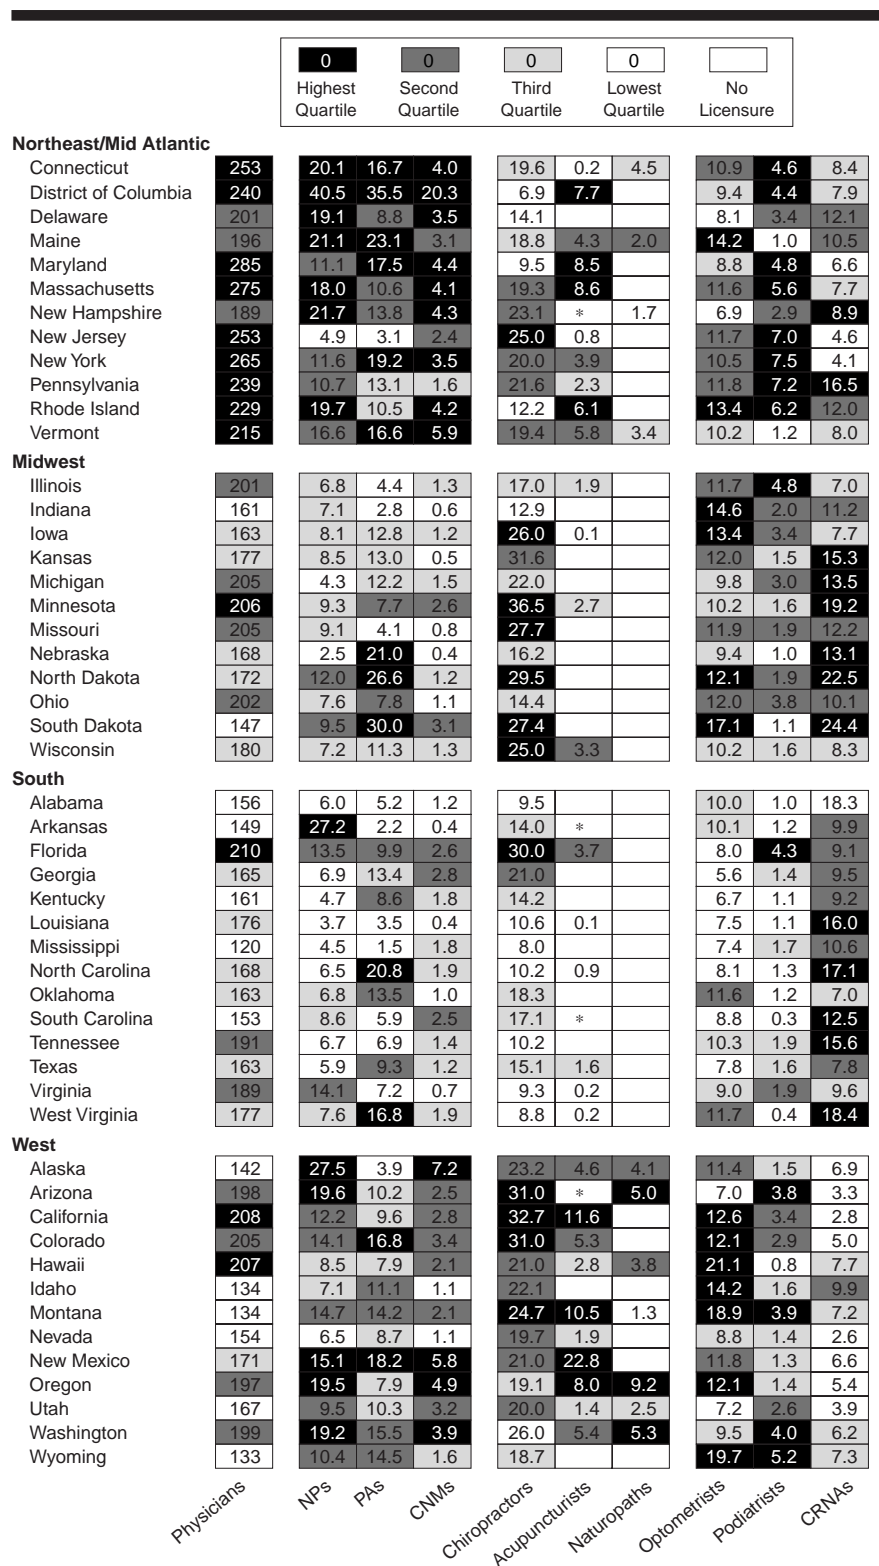 0 0 0 0
Highest Quartile Second Quartile Third Quartile Lowest Quartile No Licensure
Northeast/Mid Atlantic
Connecticut 253 20.1 16.7 4.0 19.6 0.2 4.5 10.9 4.6 8.4
District of Columbia 240 40.5 35.5 20.3 6.9 7.7 9.4 4.4 7.9
Delaware 201 19.1 8.8 3.5 14.1 8.1 3.4 12.1
Maine 196 21.1 23.1 3.1 18.8 4.3 2.0 14.2 1.0 10.5
Maryland 285 11.1 17.5 4.4 9.5 8.5 8.8 4.8 6.6
Massachusetts 275 18.0 10.6 4.1 19.3 8.6 11.6 5.6 7.7
New Hampshire 189 21.7 13.8 4.3 23.1 * 1.7 6.9 2.9 8.9
New Jersey 253 4.9 3.1 2.4 25.0 0.8 11.7 7.0 4.6
New York 265 11.6 19.2 3.5 20.0 3.9 10.5 7.5 4.1
Pennsylvania 239 10.7 13.1 1.6 21.6 2.3 11.8 7.2 16.5
Rhode Island 229 19.7 10.5 4.2 12.2 6.1 13.4 6.2 12.0
Vermont 215 16.6 16.6 5.9 19.4 5.8 3.4 10.2 1.2 8.0
Midwest
Illinois 201 6.8 4.4 1.3 17.0 1.9 11.7 4.8 7.0
Indiana 161 7.1 2.8 0.6 12.9 14.6 2.0 11.2
Iowa 163 8.1 12.8 1.2 26.0 0.1 13.4 3.4 7.7
Kansas 177 8.5 13.0 0.5 31.6 12.0 1.5 15.3
Michigan 205 4.3 12.2 1.5 22.0 9.8 3.0 13.5
Minnesota 206 9.3 7.7 2.6 36.5 2.7 10.2 1.6 19.2
Missouri 205 9.1 4.1 0.8 27.7 11.9 1.9 12.2
Nebraska 168 2.5 21.0 0.4 16.2 9.4 1.0 13.1
North Dakota 172 12.0 26.6 1.2 29.5 12.1 1.9 22.5
Ohio 202 7.6 7.8 1.1 14.4 12.0 3.8 10.1
South Dakota 147 9.5 30.0 3.1 27.4 17.1 1.1 24.4
Wisconsin 180 7.2 11.3 1.3 25.0 3.3 10.2 1.6 8.3
South
Alabama 156 6.0 5.2 1.2 9.5 10.0 1.0 18.3
Arkansas 149 27.2 2.2 0.4 14.0 * 10.1 1.2 9.9
Florida 210 13.5 9.9 2.6 30.0 3.7 8.0 4.3 9.1
Georgia 165 6.9 13.4 2.8 21.0 5.6 1.4 9.5
Kentucky 161 4.7 8.6 1.8 14.2 6.7 1.1 9.2
Louisiana 176 3.7 3.5 0.4 10.6 0.1 7.5 1.1 16.0
Mississippi 120 4.5 1.5 1.8 8.0 7.4 1.7 10.6
North Carolina 168 6.5 20.8 1.9 10.2 0.9 8.1 1.3 17.1
Oklahoma 163 6.8 13.5 1.0 18.3 11.6 1.2 7.0
South Carolina 153 8.6 5.9 2.5 17.1 * 8.8 0.3 12.5
Tennessee 191 6.7 6.9 1.4 10.2 10.3 1.9 15.6
Texas 163 5.9 9.3 1.2 15.1 1.6 7.8 1.6 7.8
Virginia 189 14.1 7.2 0.7 9.3 0.2 9.0 1.9 9.6
West Virginia 177 7.6 16.8 1.9 8.8 0.2 11.7 0.4 18.4
West
Alaska 142 27.5 3.9 7.2 23.2 4.6 4.1 11.4 1.5 6.9
Arizona 198 19.6 10.2 2.5 31.0 * 5.0 7.0 3.8 3.3
California 208 12.2 9.6 2.8 32.7 11.6 12.6 3.4 2.8
Colorado 205 14.1 16.8 3.4 31.0 5.3 12.1 2.9 5.0
Hawaii 207 8.5 7.9 2.1 21.0 2.8 3.8 21.1 0.8 7.7
Idaho 134 7.1 11.1 1.1 22.1 14.2 1.6 9.9
Montana 134 14.7 14.2 2.1 24.7 10.5 1.3 18.9 3.9 7.2
Nevada 154 6.5 8.7 1.1 19.7 1.9 8.8 1.4 2.6
New Mexico 171 15.1 18.2 5.8 21.0 22.8 11.8 1.3 6.6
Oregon 197 19.5 7.9 4.9 19.1 8.0 9.2 12.1 1.4 5.4
Utah 167 9.5 10.3 3.2 20.0 1.4 2.5 7.2 2.6 3.9
Washington 199 19.2 15.5 3.9 26.0 5.4 5.3 9.5 4.0 6.2
Wyoming 133 10.4 14.5 1.6 18.7 19.7 5.2 7.3
Physicians NPs PAs CNMs Chiropractors Acupuncturists Naturopaths Optometrists Podiatrists CRNAs